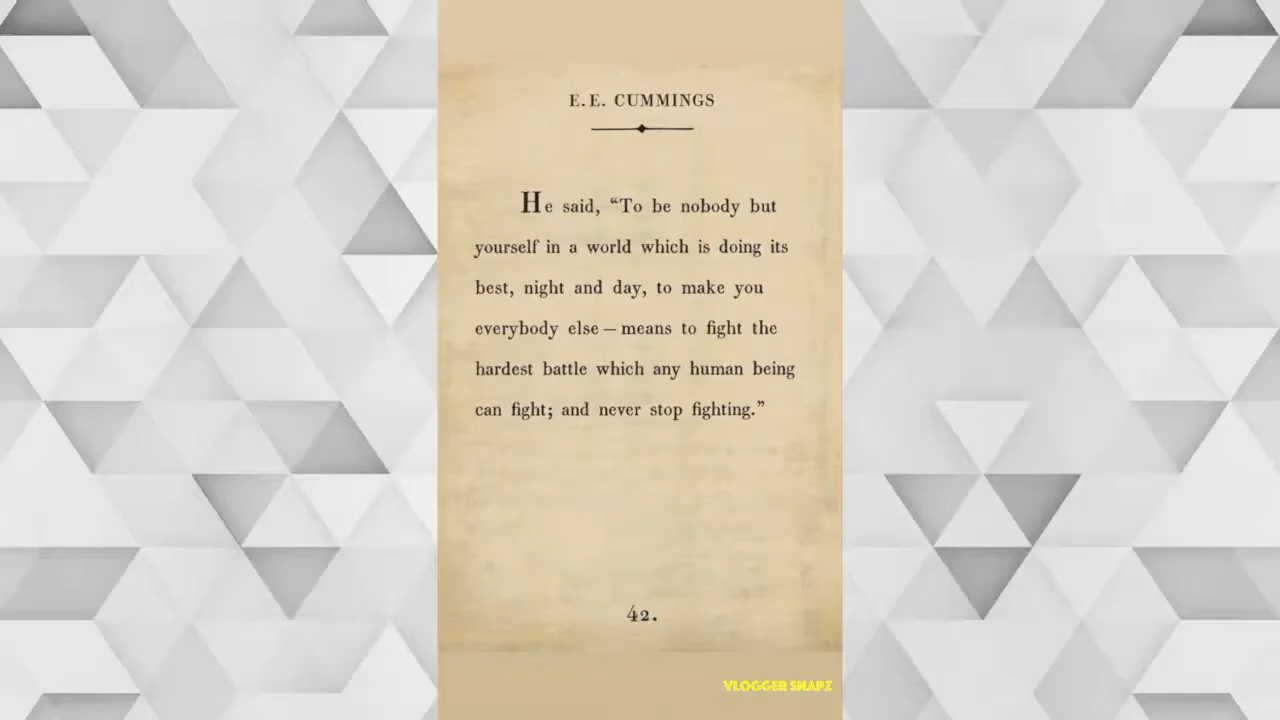 E.E. CUMMINGS
He said, “To be nobody but
yourself in a world which is doing its
best, night and day, to make you
everybody else – means to fight the
hardest battle which any human being
can fight; and never stop fighting.”
42.
VLOGGER SNAPZ